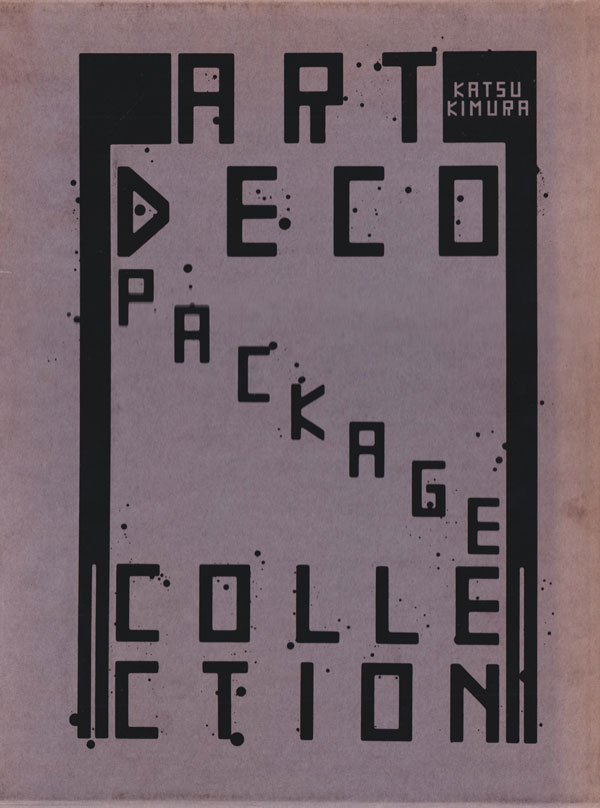 ART
KATSU
KIMURA
DECO
PACKAGE
COLLE
CTION